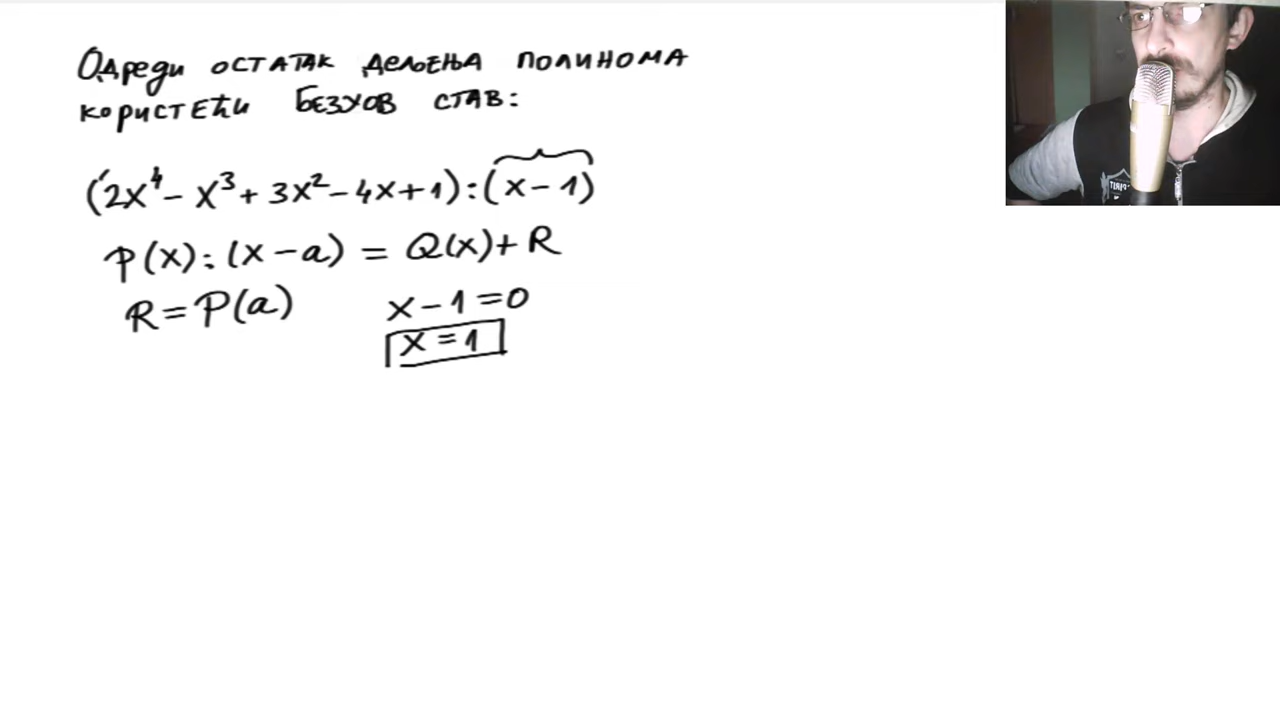 Одреди остатак дељења полинома
користећи Безуов став:
(2x⁴ - x³ + 3x² - 4x + 1) : (x - 1)
P(x) : (x - a) = Q(x) + R
R = P(a)
x - 1 = 0
x = 1